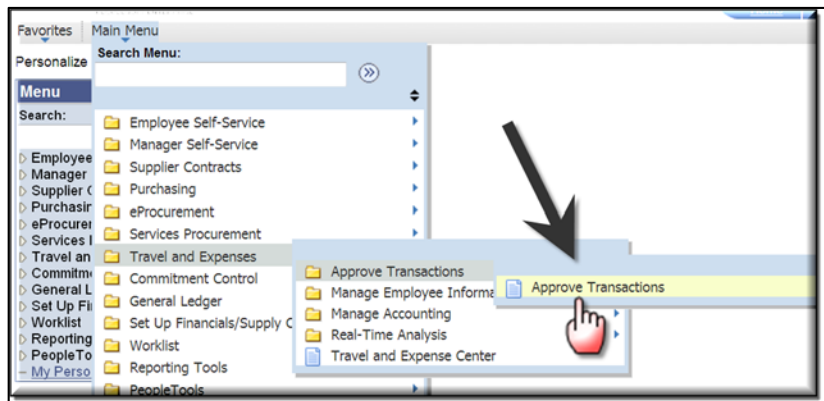 Favorites Main Menu
Personalize
Search Menu:
Menu
Search:
Employee
Manager
Supplier
Purchasin
eProcurer
Services
Travel an
Commitm
General L
Set Up Fi
Worklist
Reporting
PeopleTo
My Perso
Employee Self-Service
Manager Self-Service
Supplier Contracts
Purchasing
eProcurement
Services Procurement
Travel and Expenses
Commitment Control
General Ledger
Set Up Financials/Supply C
Worklist
Reporting Tools
PeopleTools
Approve Transactions
Manage Employee Informa
Manage Accounting
Real-Time Analysis
Travel and Expense Center
Approve Transactions